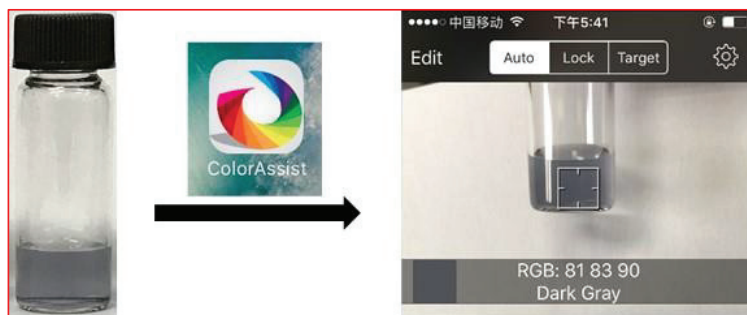 ColorAssist
中国移动 下午5:41
Edit Auto Lock Target
RGB: 81 83 90
Dark Gray